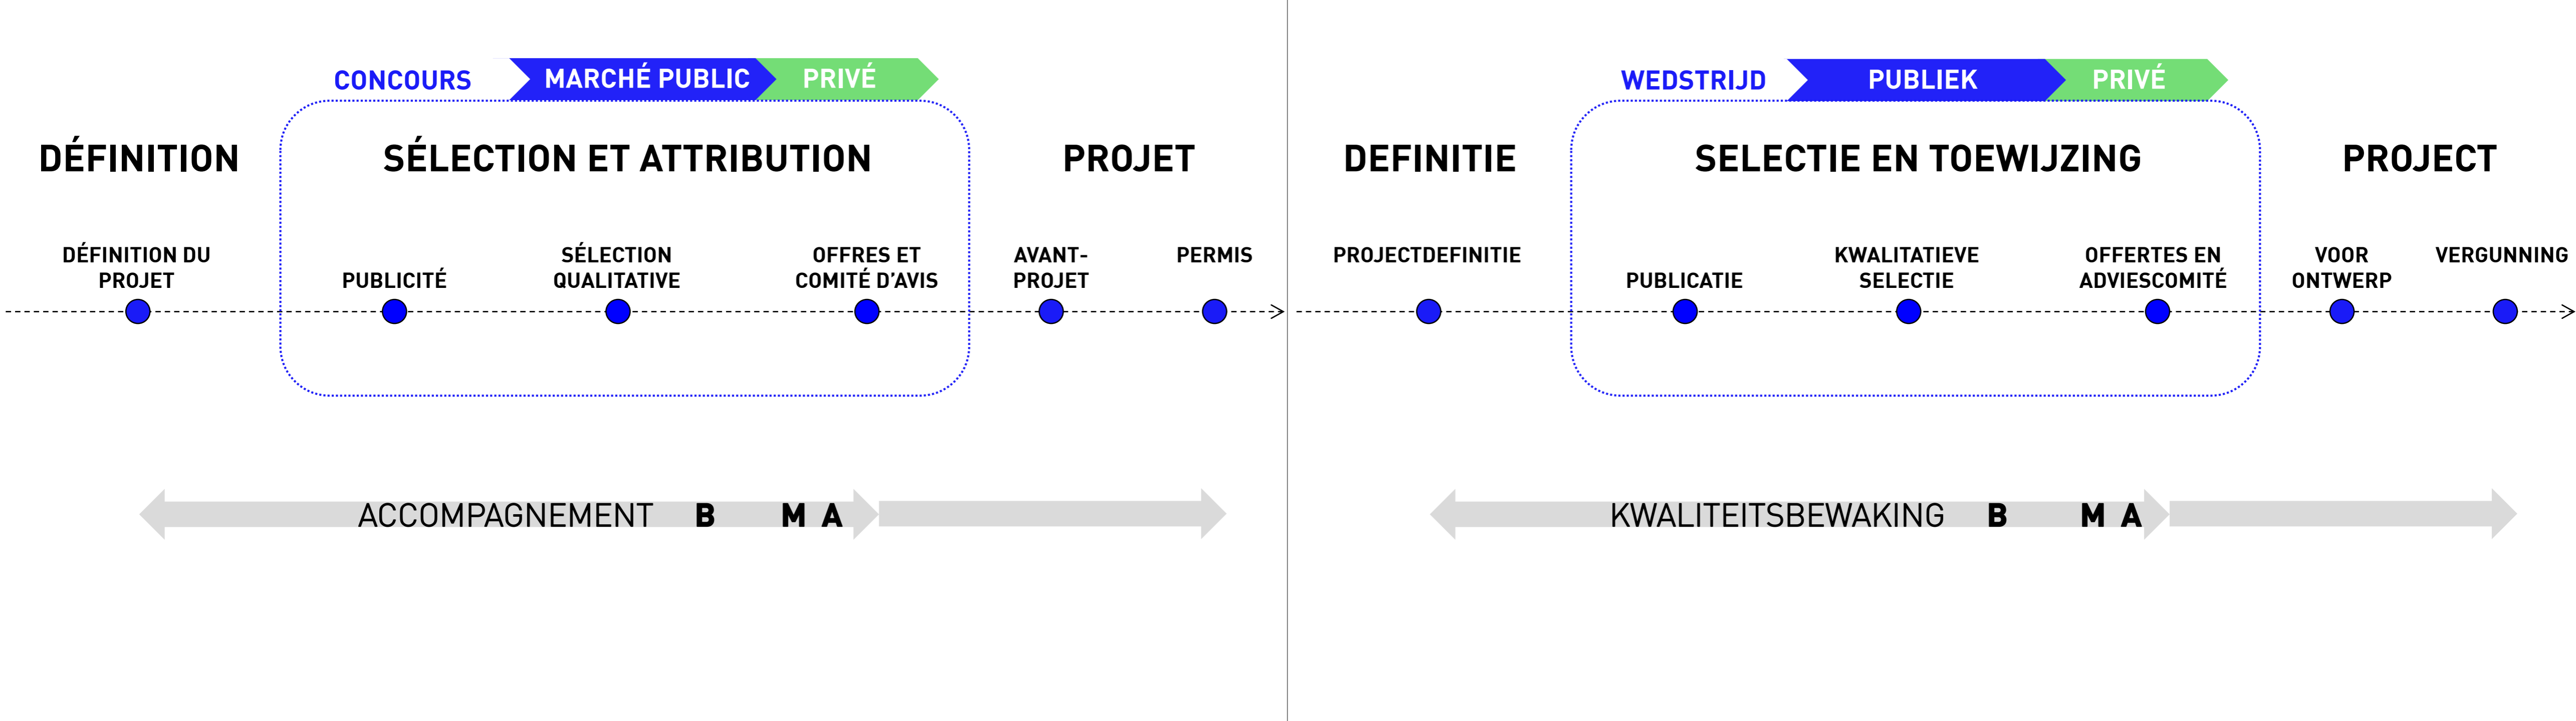 CONCOURS MARCHÉ PUBLIC PRIVÉ
DÉFINITION SÉLECTION ET ATTRIBUTION PROJET
DÉFINITION DU
PROJET
PUBLICITÉ
SÉLECTION
QUALITATIVE
OFFRES ET
COMITÉ D’AVIS
AVANT-
PROJET
PERMIS
ACCOMPAGNEMENT B M A
WEDSTRIJD PUBLIEK PRIVÉ
DEFINITIE SELECTIE EN TOEWIJZING PROJECT
PROJECTDEFINITIE
PUBLICATIE
KWALITATIEVE
SELECTIE
OFFERTES EN
ADVIESCOMITÉ
VOOR
ONTWERP
VERGUNNING
KWALITEITSBEWAKING B M A